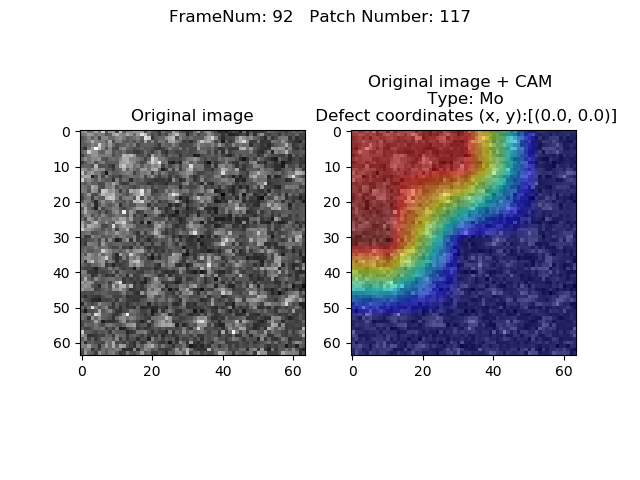 FrameNum: 92   Patch Number: 117
Original image
Original image + CAM
Type: Mo
Defect coordinates (x, y):[(0.0, 0.0)]
0
10
20
30
40
50
60
0 20 40 60
0
10
20
30
40
50
60
0 20 40 60